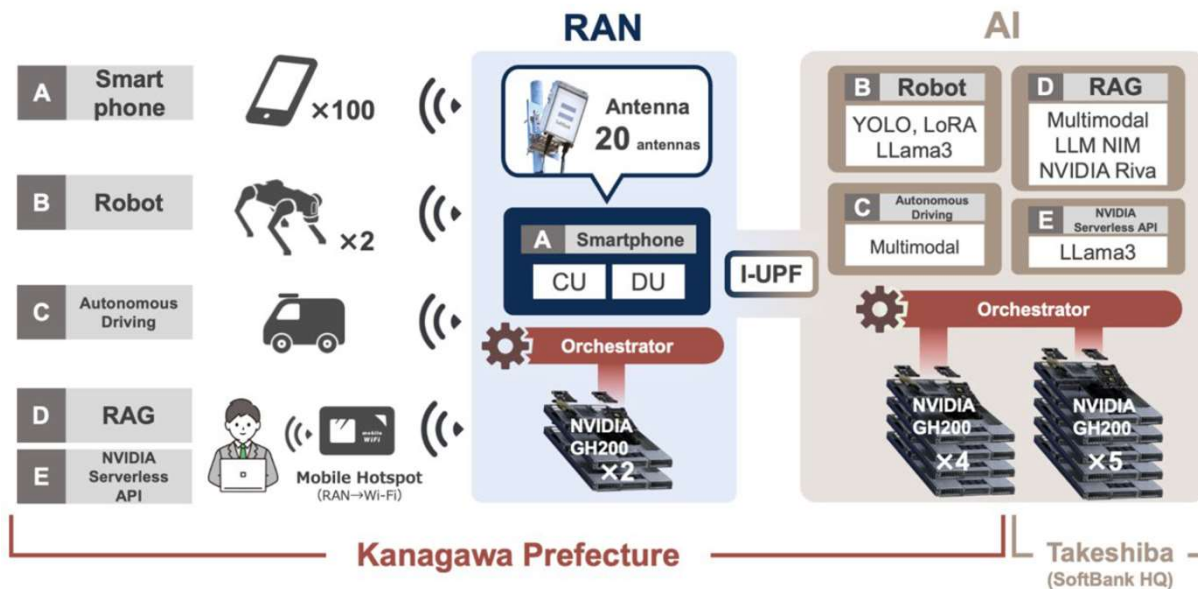 RAN
AI
A
Smart
phone
×100
B
Robot
×2
C
Autonomous
Driving
D
RAG
E
NVIDIA
Serverless
API
mobile
WiFi
Mobile Hotspot
(RAN→Wi-Fi)
Antenna
20 antennas
A
Smartphone
CU
DU
Orchestrator
NVIDIA
GH200
×2
I-UPF
B
Robot
YOLO, LoRA
LLama3
D
RAG
Multimodal
LLM NIM
NVIDIA Riva
C
Autonomous
Driving
Multimodal
E
NVIDIA
Serverless API
LLama3
Orchestrator
NVIDIA
GH200
×4
NVIDIA
GH200
×5
Kanagawa Prefecture
Takeshiba
(SoftBank HQ)